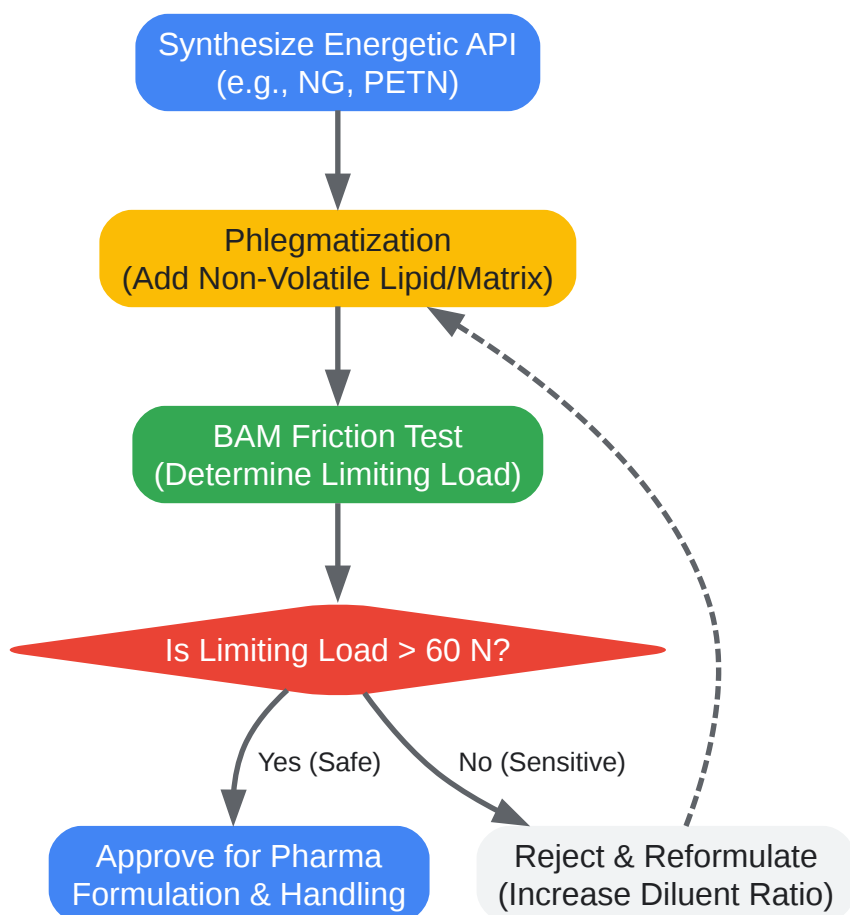 Synthesize Energetic API
(e.g., NG, PETN)
Phlegmatization
(Add Non-Volatile Lipid/Matrix)
BAM Friction Test
(Determine Limiting Load)
Is Limiting Load > 60 N?
Yes (Safe)
No (Sensitive)
Approve for Pharma
Formulation & Handling
Reject & Reformulate
(Increase Diluent Ratio)